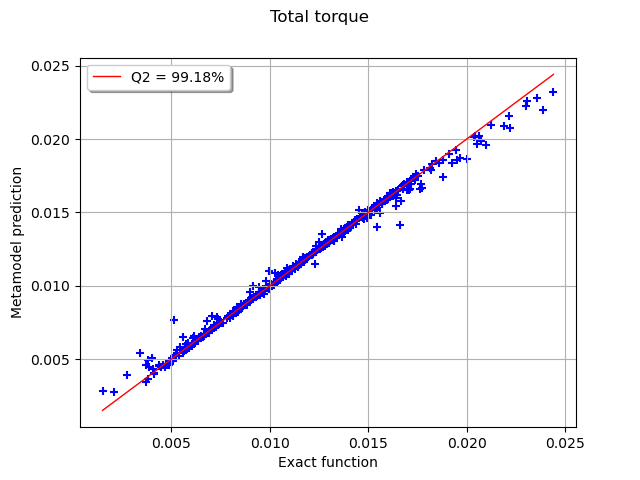 Total torque
Q2 = 99.18%
0.025
0.020
0.015
0.010
0.005
Metamodel prediction
0.005 0.010 0.015 0.020 0.025
Exact function